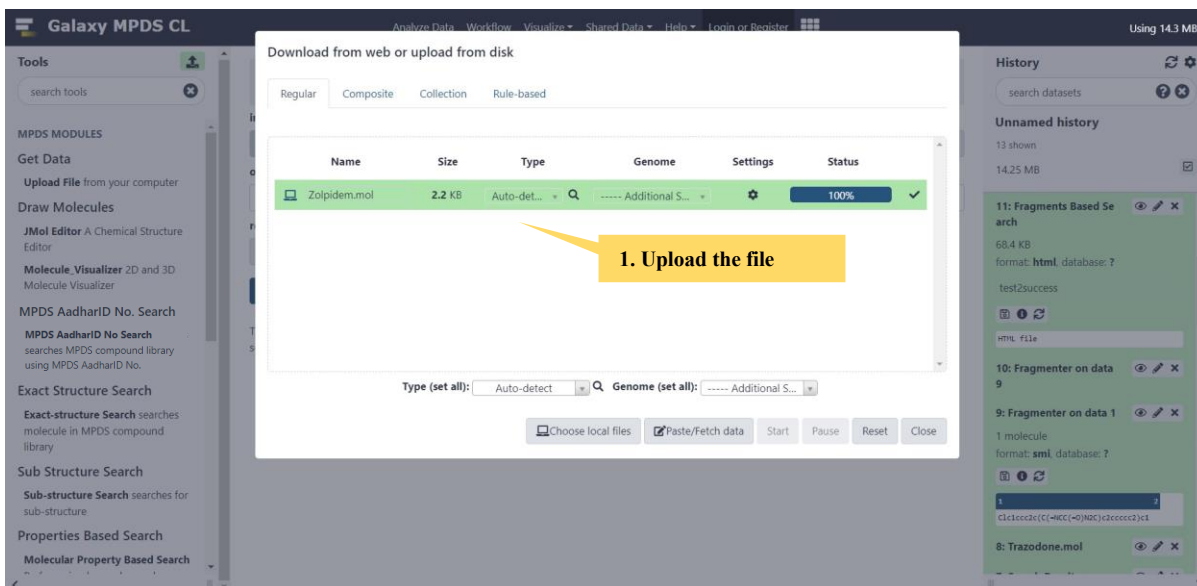 Galaxy MPDS CL
Analyze Data Workflow Visualize Shared Data Help Login or Register
Using 14.3 MB
Tools
search tools
MPDS MODULES
Get Data
Upload File from your computer
Draw Molecules
JMol Editor A Chemical Structure
Editor
Molecule_Visualizer 2D and 3D
Molecule Visualizer
MPDS AadharID No. Search
MPDS AadharID No Search
searches MPDS compound library
using MPDS AadharID No.
Exact Structure Search
Exact-structure Search searches
molecule in MPDS compound
library
Sub Structure Search
Sub-structure Search searches for
sub-structure
Properties Based Search
Molecular Property Based Search
Download from web or upload from disk
Regular Composite Collection Rule-based
Name Size Type Genome Settings Status
Zolpidem.mol 2.2 KB Auto-det... ----- Additional S... 100%
1. Upload the file
Type (set all): Auto-detect Genome (set all): ----- Additional S...
Choose local files Paste/Fetch data Start Pause Reset Close
History
search datasets
Unnamed history
13 shown
14.25 MB
11: Fragments Based Se
arch
68.4 KB
format: html, database: ?
test2success
HTML file
10: Fragmenter on data
9
9: Fragmenter on data 1
1 molecule
format: smi, database: ?
1 2
Clc1ccc2c(C(=NCC(=O)N2C)c2ccccc2)c1
8: Trazodone.mol